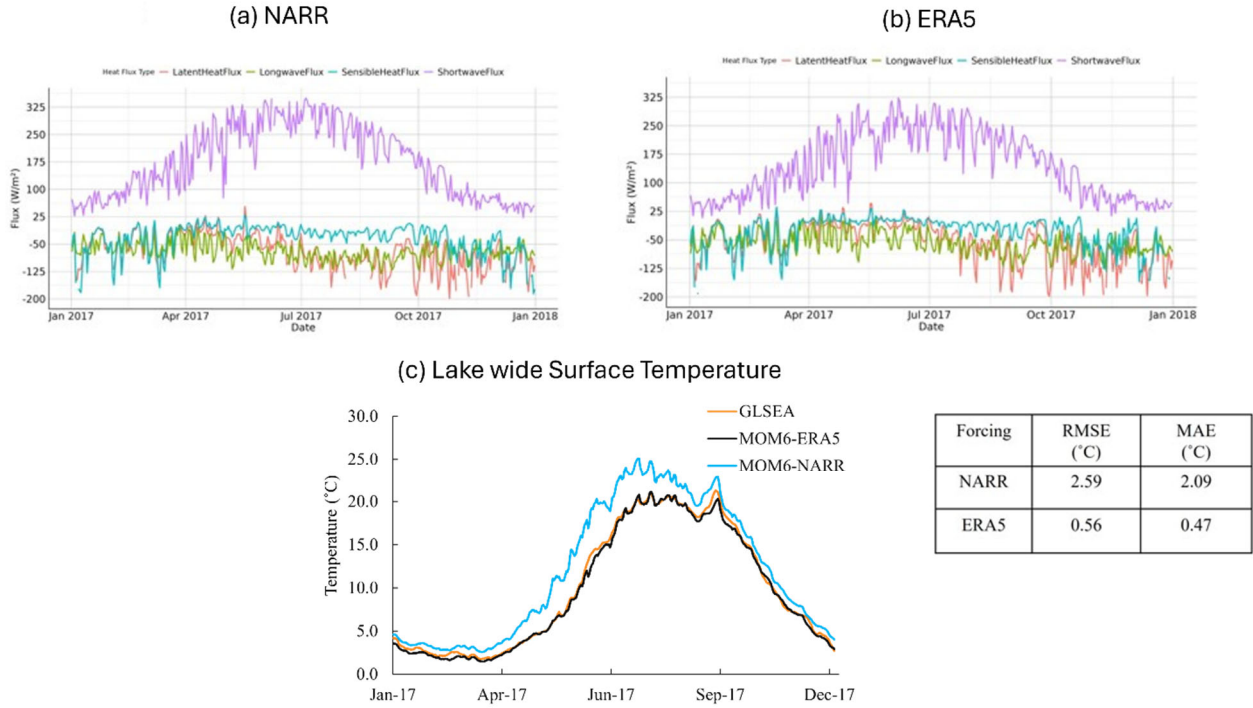 (a) NARR
(b) ERA5
Heat Flux Type LatentHeatFlux LongwaveFlux SensibleHeatFlux ShortwaveFlux
325
250
175
100
25
-50
-125
-200
Flux (W/m²)
Jan 2017 Apr 2017 Jul 2017 Oct 2017 Jan 2018
Date
Heat Flux Type LatentHeatFlux LongwaveFlux SensibleHeatFlux ShortwaveFlux
325
250
175
100
25
-50
-125
-200
Flux (W/m²)
Jan 2017 Apr 2017 Jul 2017 Oct 2017 Jan 2018
Date
(c) Lake wide Surface Temperature
GLSEA
MOM6-ERA5
MOM6-NARR
30.0
25.0
20.0
15.0
10.0
5.0
0.0
Temperature (˚C)
Jan-17 Apr-17 Jun-17 Sep-17 Dec-17
Forcing RMSE (˚C) MAE (˚C)
NARR 2.59 2.09
ERA5 0.56 0.47